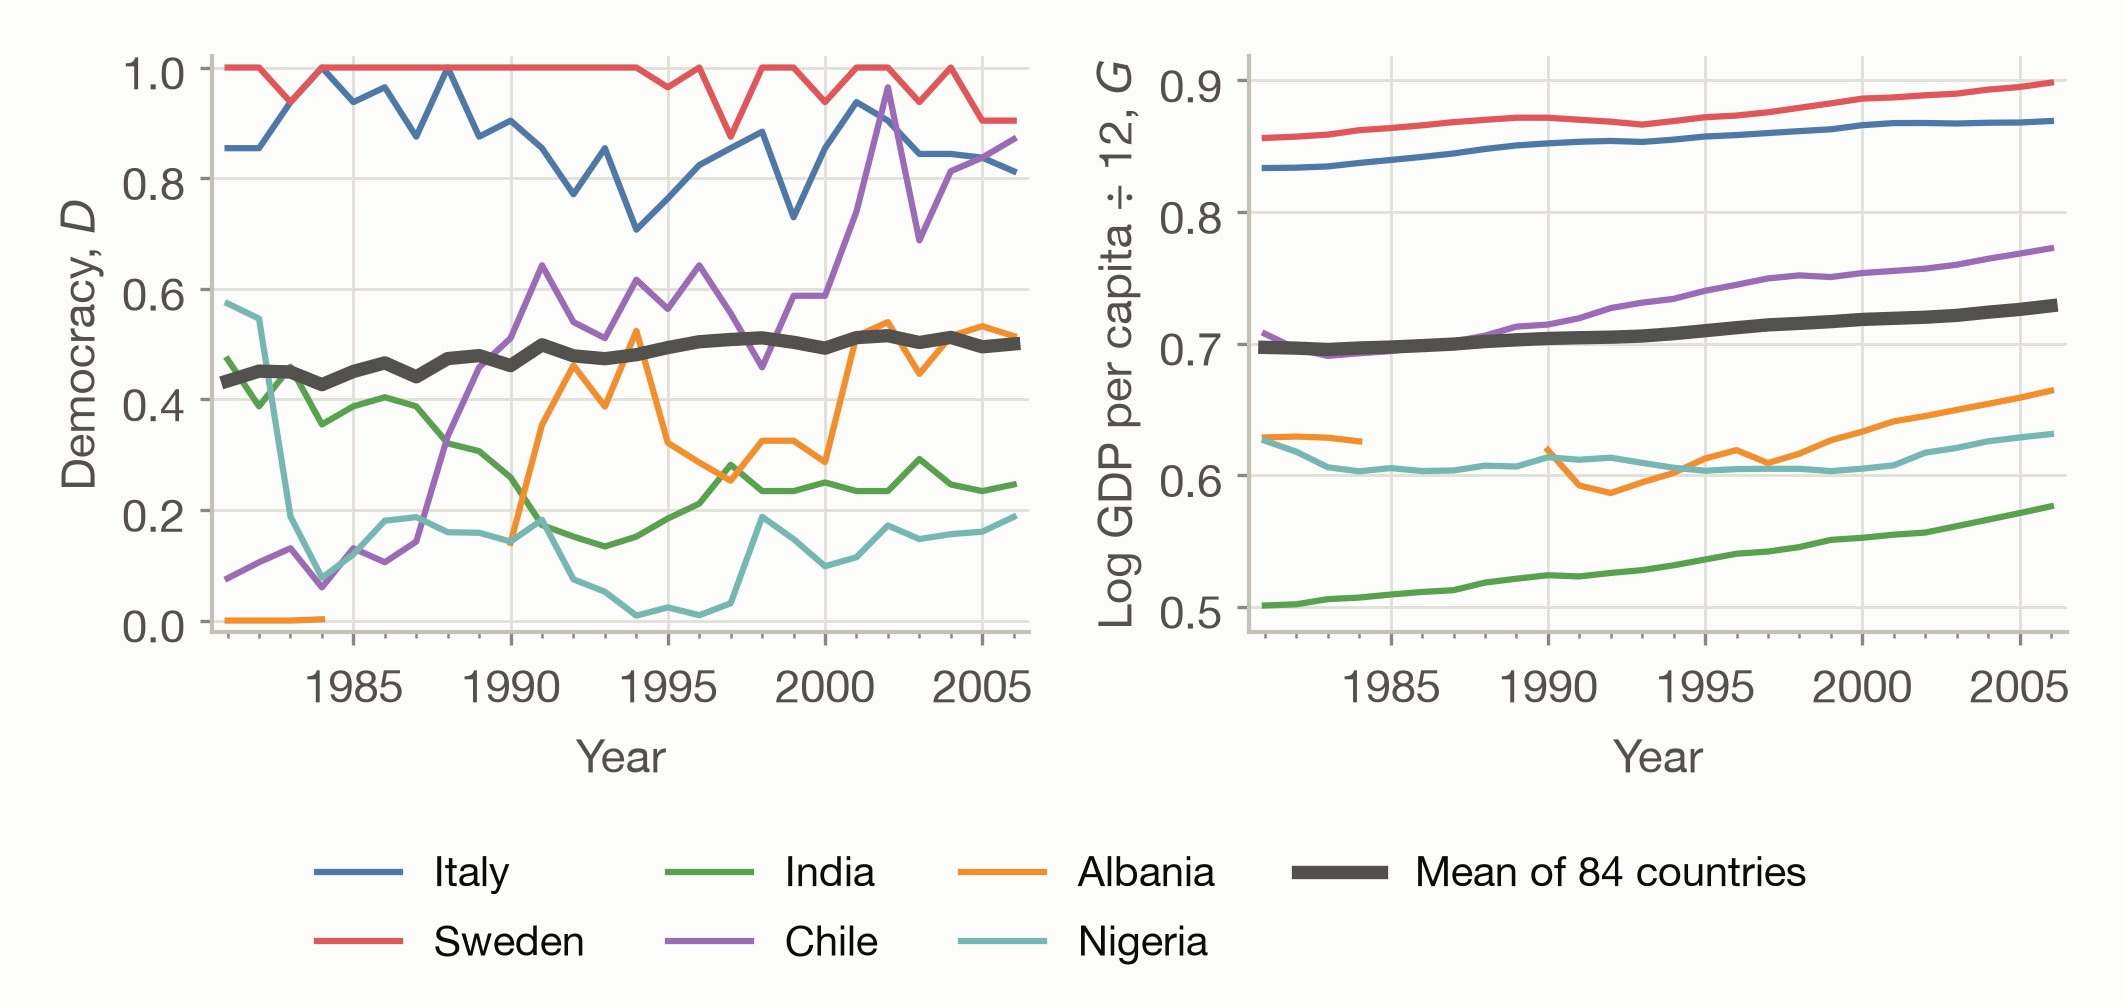 Democracy, D
1.0
0.8
0.6
0.4
0.2
0.0
1985 1990 1995 2000 2005
Year
Log GDP per capita ÷ 12, G
0.9
0.8
0.7
0.6
0.5
1985 1990 1995 2000 2005
Year
Italy India Albania Mean of 84 countries
Sweden Chile Nigeria